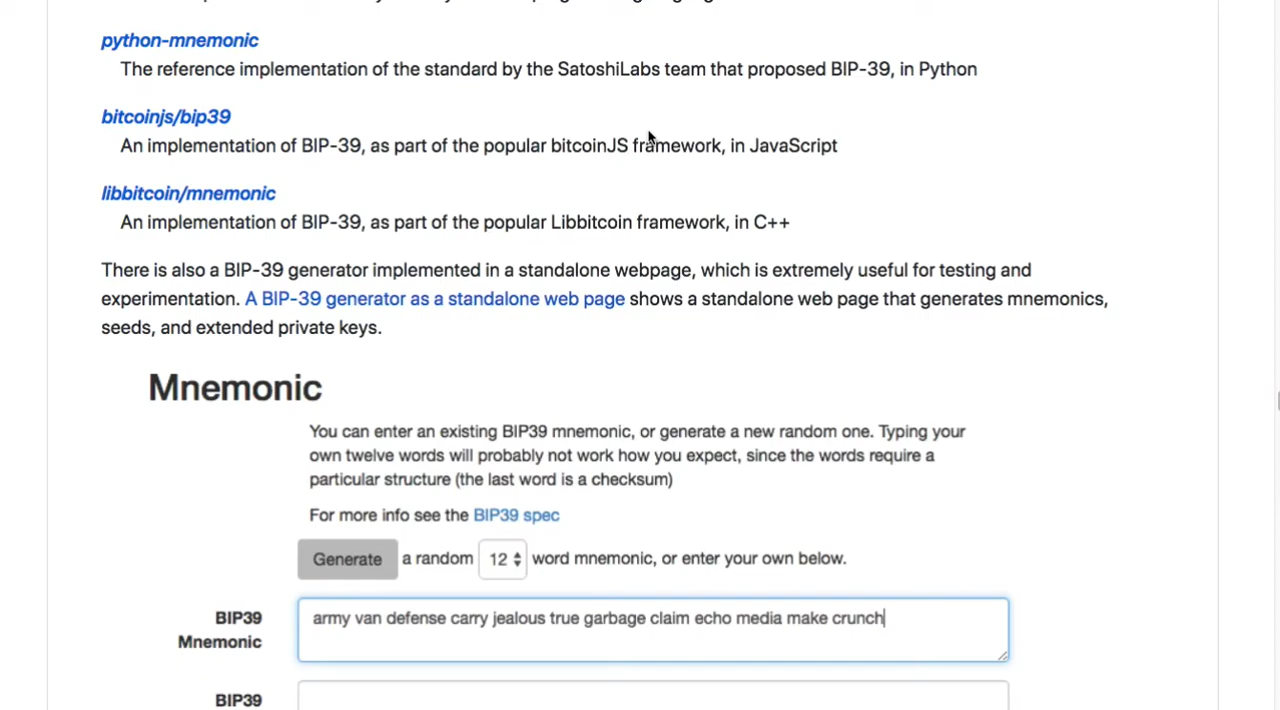 python-mnemonic
The reference implementation of the standard by the SatoshiLabs team that proposed BIP-39, in Python
bitcoinjs/bip39
An implementation of BIP-39, as part of the popular bitcoinJS framework, in JavaScript
libbitcoin/mnemonic
An implementation of BIP-39, as part of the popular Libbitcoin framework, in C++
There is also a BIP-39 generator implemented in a standalone webpage, which is extremely useful for testing and
experimentation. A BIP-39 generator as a standalone web page shows a standalone web page that generates mnemonics,
seeds, and extended private keys.
Mnemonic
You can enter an existing BIP39 mnemonic, or generate a new random one. Typing your
own twelve words will probably not work how you expect, since the words require a
particular structure (the last word is a checksum)
For more info see the BIP39 spec
Generate a random 12 word mnemonic, or enter your own below.
BIP39 army van defense carry jealous true garbage claim echo media make crunch
Mnemonic
BIP39